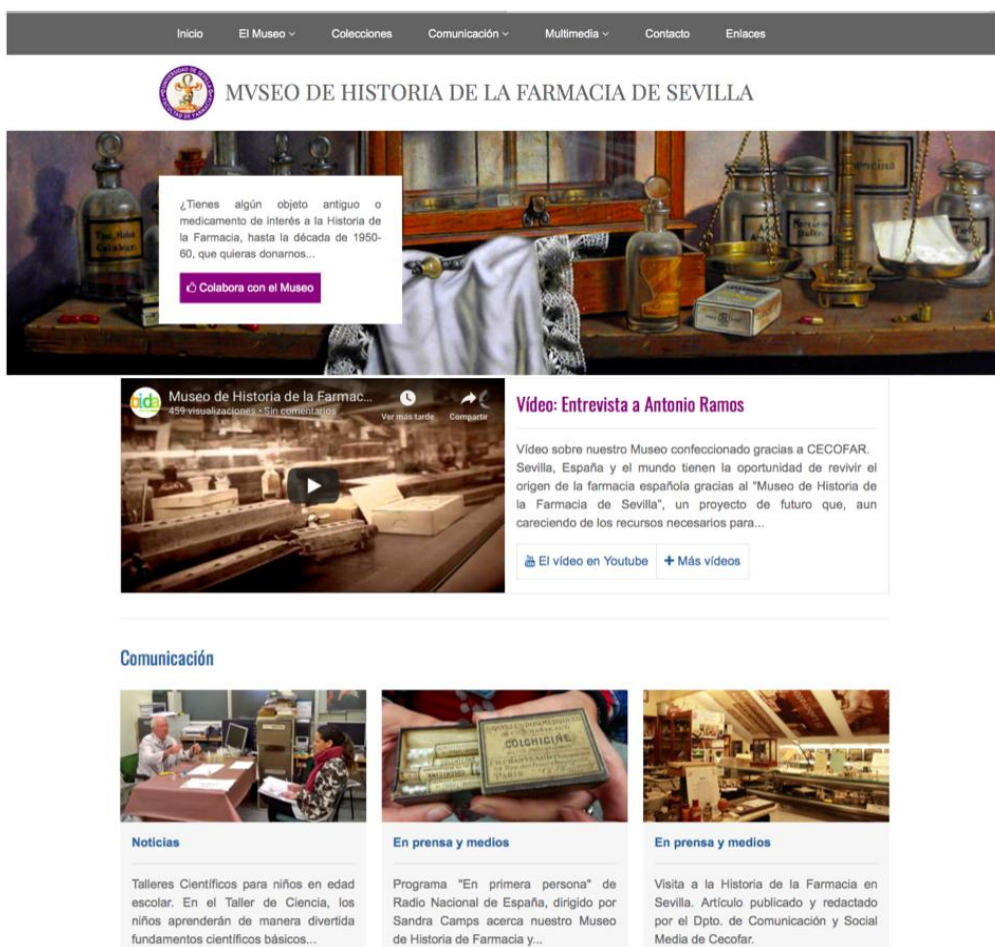 Inicio El Museo Colecciones Comunicación Multimedia Contacto Enlaces
MVSEO DE HISTORIA DE LA FARMACIA DE SEVILLA
¿Tienes algún objeto antiguo o
medicamento de interés a la Historia de
la Farmacia, hasta la década de 1950-
60, que quieras donarnos...
Colabora con el Museo
Museo de Historia de la Farmac...
459 visualizaciones • Sin comentarios
Ver más tarde
Compartir
Vídeo: Entrevista a Antonio Ramos
Vídeo sobre nuestro Museo confeccionado gracias a CECOFAR.
Sevilla, España y el mundo tienen la oportunidad de revivir el
origen de la farmacia española gracias al "Museo de Historia de
la Farmacia de Sevilla", un proyecto de futuro que, aun
careciendo de los recursos necesarios para...
El vídeo en Youtube
Más vídeos
Comunicación
COLCHICINE
PARIS
Noticias
Talleres Científicos para niños en edad
escolar. En el Taller de Ciencia, los
niños aprenderán de manera divertida
fundamentos científicos básicos...
En prensa y medios
Programa "En primera persona" de
Radio Nacional de España, dirigido por
Sandra Camps acerca nuestro Museo
de Historia de Farmacia y...
En prensa y medios
Visita a la Historia de la Farmacia en
Sevilla. Artículo publicado y redactado
por el Dpto. de Comunicación y Social
Media de Cecofar.